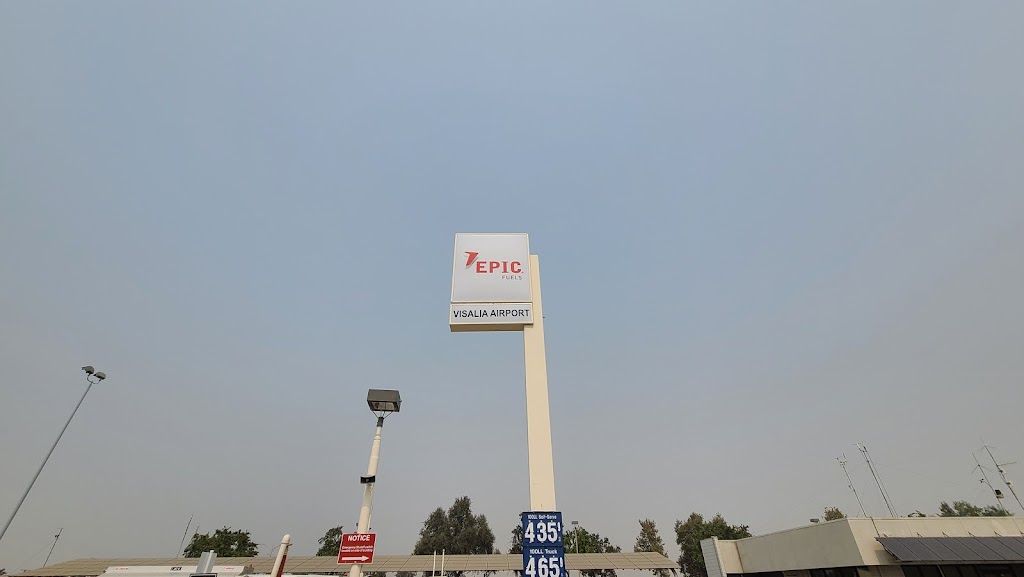 EPIC
FUELS
VISALIA AIRPORT
100LL Self-Serve
435
100LL Truck
465
NOTICE